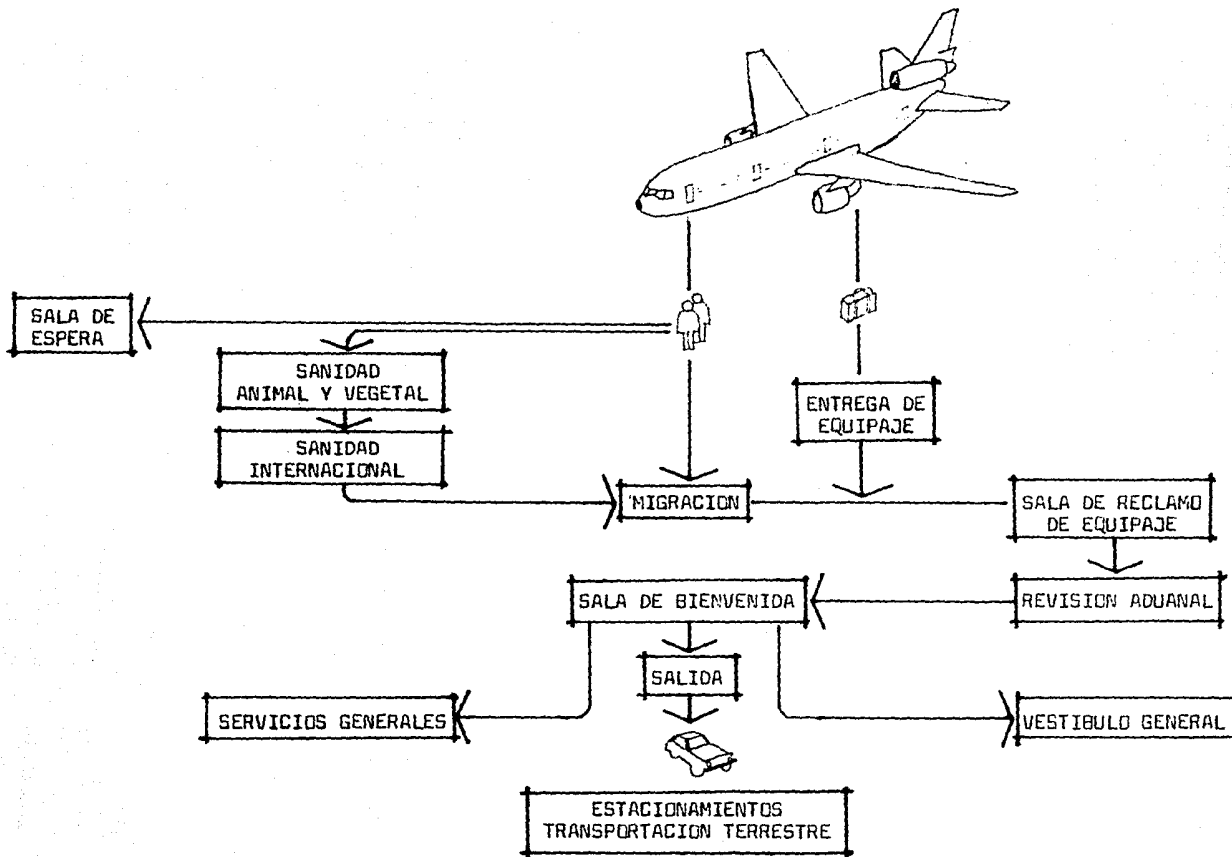 SALA DE
ESPERA
SANIDAD
ANIMAL Y VEGETAL
SANIDAD
INTERNACIONAL
ENTREGA DE
EQUIPAJE
MIGRACION
SALA DE RECLAMO
DE EQUIPAJE
SALA DE BIENVENIDA
REVISION ADUANAL
SALIDA
SERVICIOS GENERALES
VESTIBULO GENERAL
ESTACIONAMIENTOS
TRANSPORTACION TERRESTRE